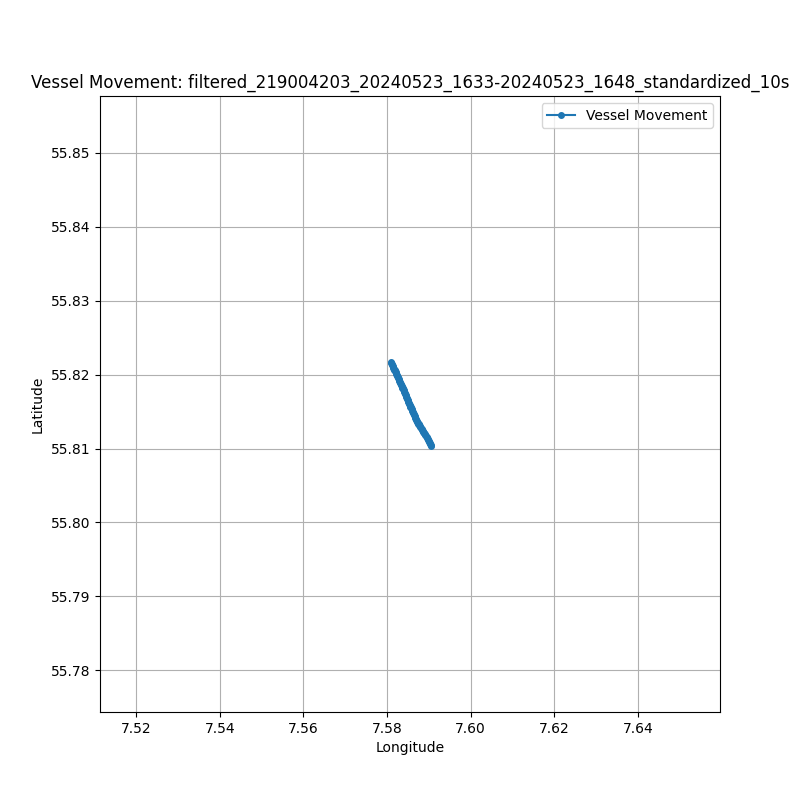 Vessel Movement: filtered_219004203_20240523_1633-20240523_1648_standardized_10s
Vessel Movement
55.85
55.84
55.83
55.82
55.81
55.80
55.79
55.78
Latitude
7.52 7.54 7.56 7.58 7.60 7.62 7.64
Longitude